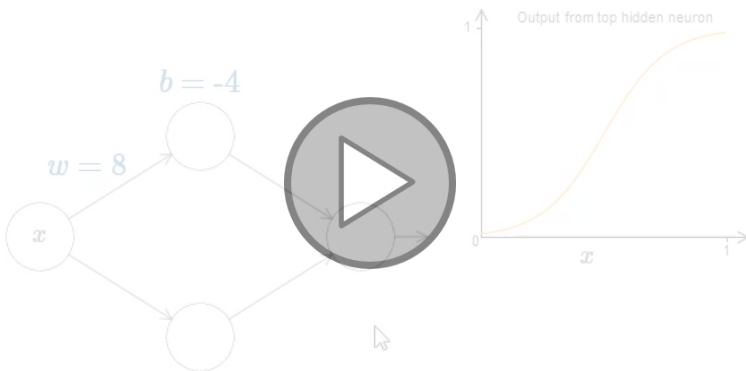 Output from top hidden neuron
1
b = -4
w = 8
x
0
x
1